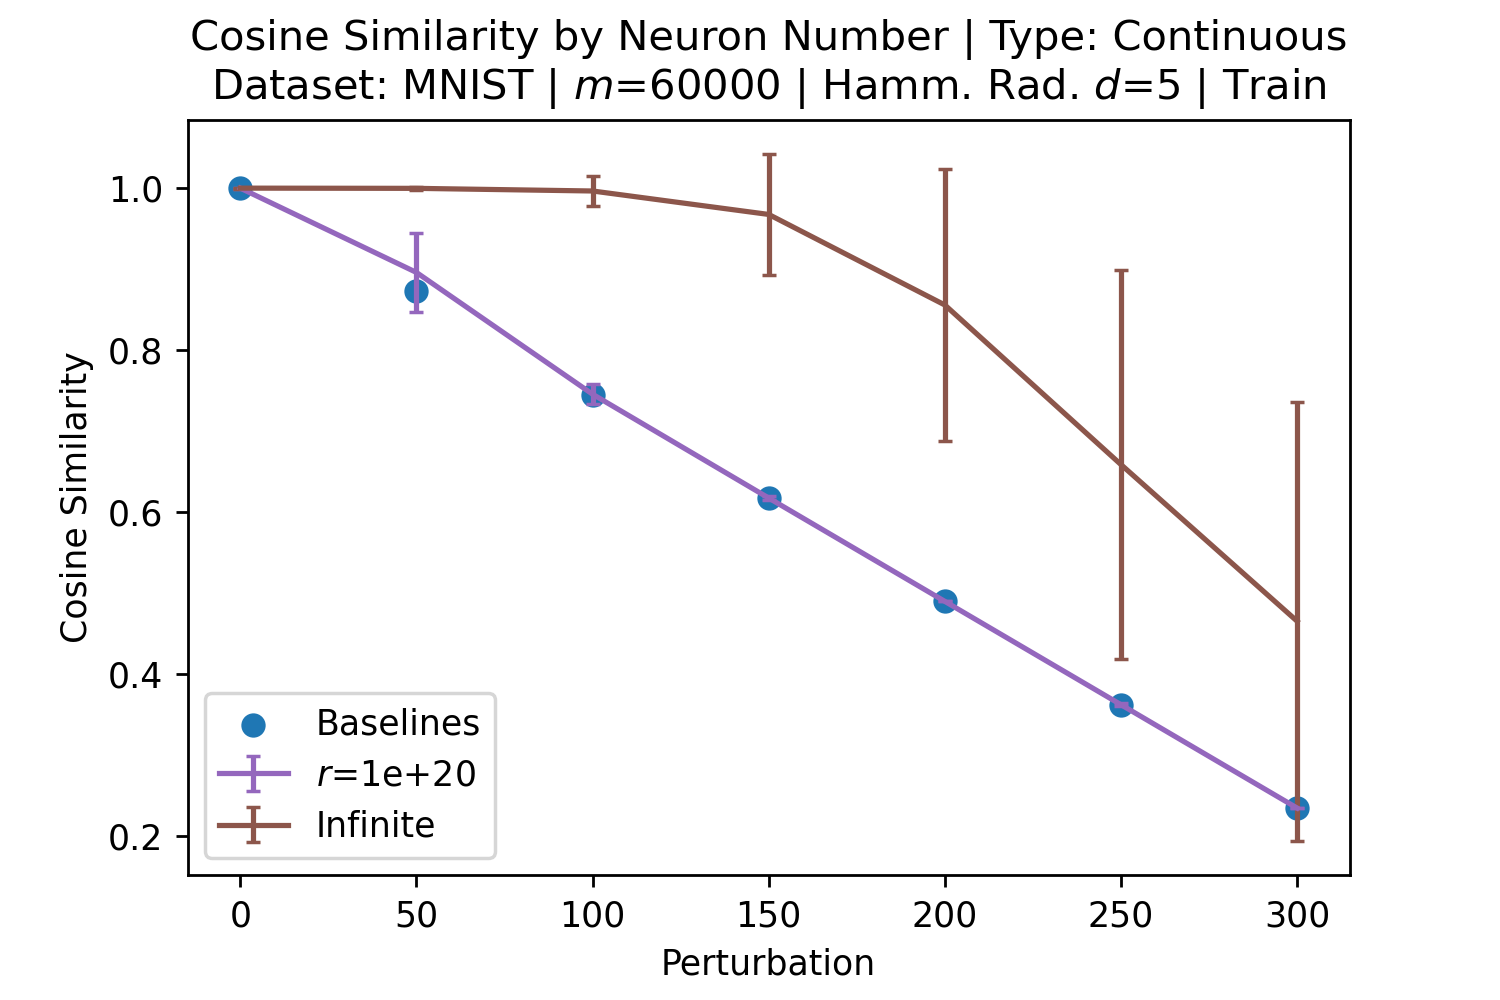 Cosine Similarity by Neuron Number | Type: Continuous
Dataset: MNIST | m=60000 | Hamm. Rad. d=5 | Train
Cosine Similarity
1.0
0.8
0.6
0.4
0.2
Baselines
r=1e+20
Infinite
0 50 100 150 200 250 300
Perturbation